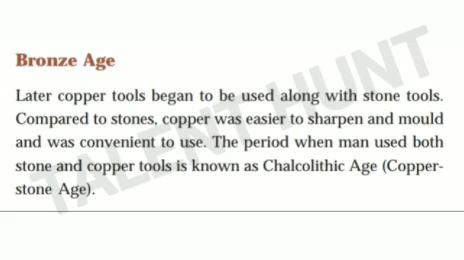 Bronze Age
Later copper tools began to be used along with stone tools.
Compared to stones, copper was easier to sharpen and mould
and was convenient to use. The period when man used both
stone and copper tools is known as Chalcolithic Age (Copper-
stone Age).
TALENT HUNT